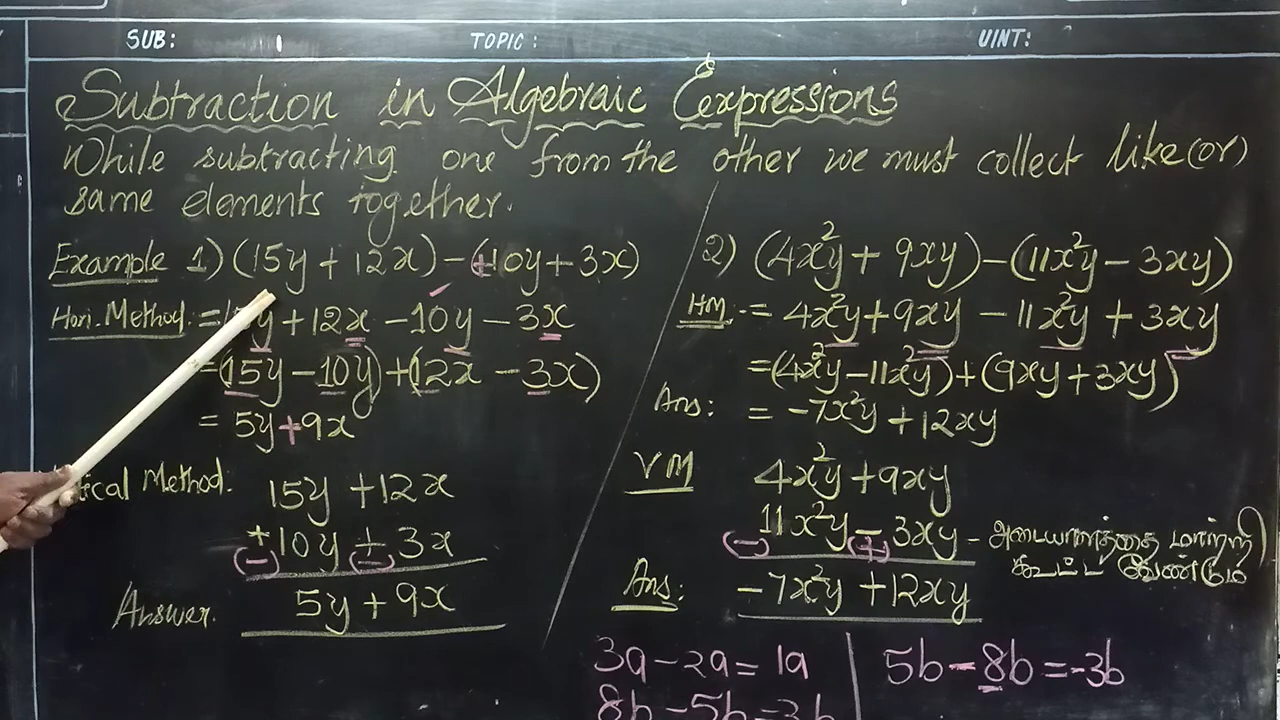 SUB: TOPIC: UINT:
Subtraction in Algebraic Expressions
While subtracting one from the other we must collect like (or)
same elements together.
Example 1) (15y + 12x) - (+10y + 3x)
Hori. Method = 15y + 12x - 10y - 3x
= (15y - 10y) + (12x - 3x)
= 5y + 9x
tical Method.
15y + 12x
+10y + 3x
(-) (-)
Answer. 5y + 9x
2) (4x²y + 9xy) - (11x²y - 3xy)
HM: = 4x²y + 9xy - 11x²y + 3xy
= (4x²y - 11x²y) + (9xy + 3xy)
Ans: = -7x²y + 12xy
VM 4x²y + 9xy
11x²y - 3xy - அடையாளத்தை மாற்றி
(-) (+) கூட்ட வேண்டும்
Ans: -7x²y + 12xy
3a - 2a = 1a
8b - 5b = 3b
5b - 8b = -3b